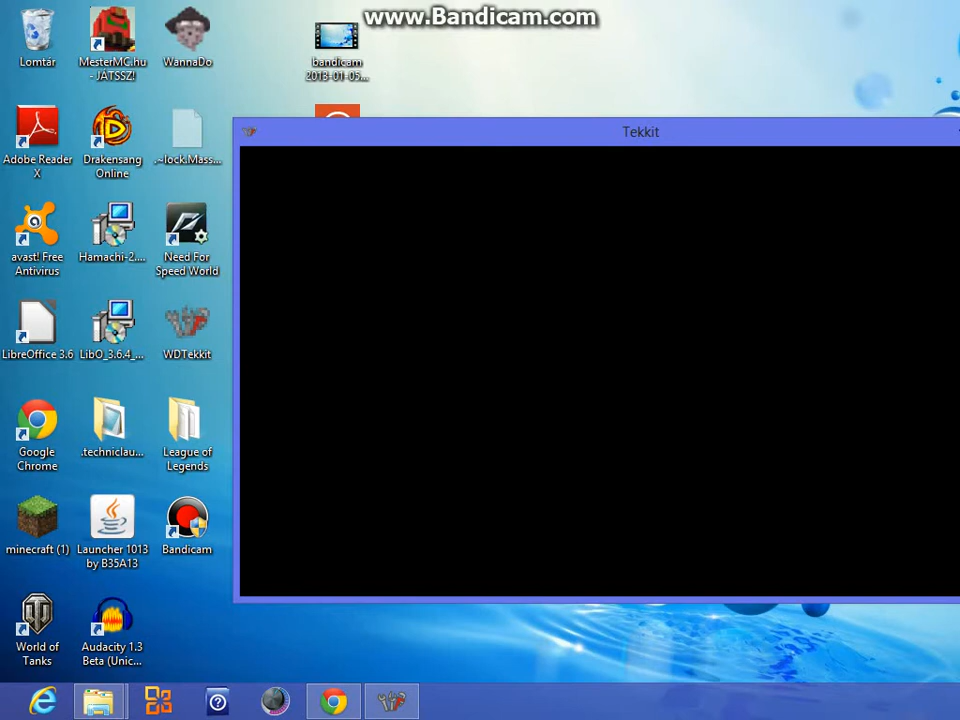 www.Bandicam.com
Lomtár
MesterMC.hu
- JÁTSSZ!
WannaDo
bandicam
2013-01-05...
Adobe Reader
X
Drakensang
Online
.~lock.Mass...
Tekkit
avast! Free
Antivirus
Hamachi-2....
Need For
Speed World
LibreOffice 3.6
LibO_3.6.4_...
WDTekkit
Google
Chrome
.techniclau...
League of
Legends
minecraft (1)
Launcher 1013
by B35A13
Bandicam
World of
Tanks
Audacity 1.3
Beta (Unic...